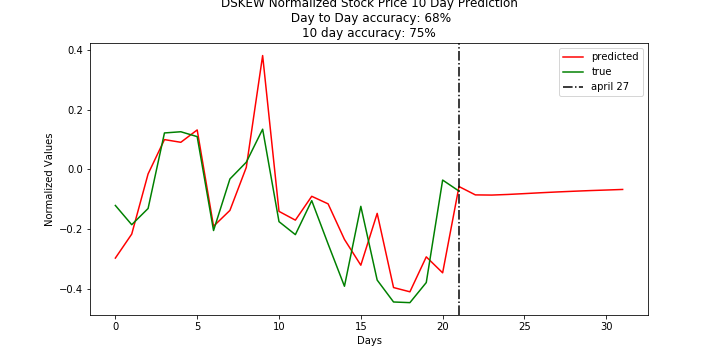 DSKEW Normalized Stock Price 10 Day Prediction
Day to Day accuracy: 68%
10 day accuracy: 75%
0.4
0.2
0.0
−0.2
−0.4
Normalized Values
predicted
true
april 27
0 5 10 15 20 25 30
Days